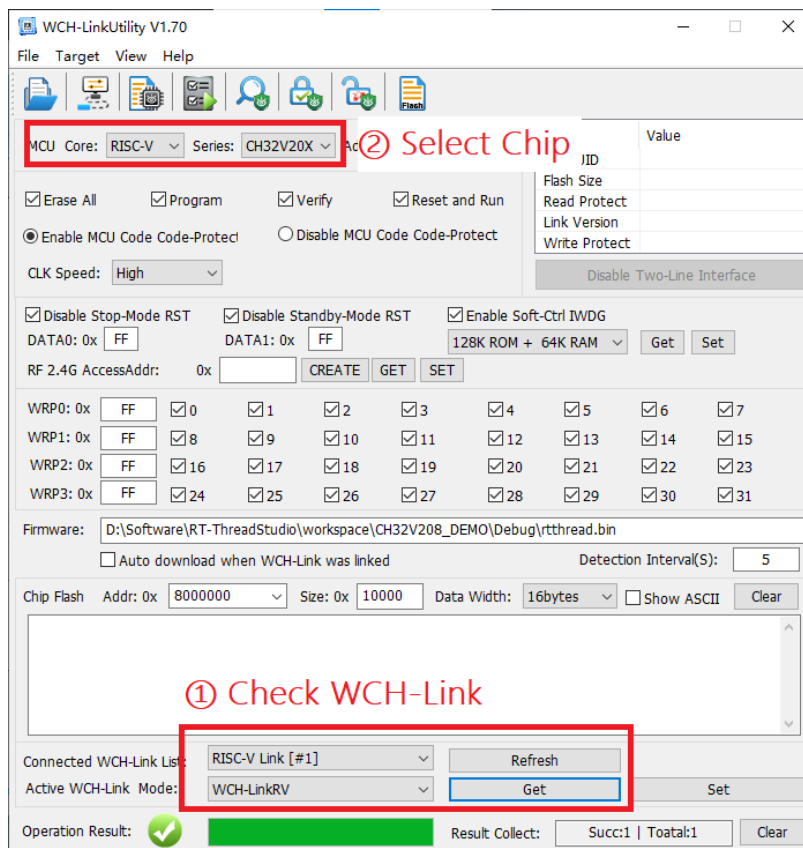 WCH-LinkUtility V1.70
File Target View Help
Flash
MCU Core: RISC-V Series: CH32V20X ② Select Chip Value
Flash Size
Read Protect
Link Version
Write Protect
Erase All Program Verify Reset and Run
Enable MCU Code Code-Protect Disable MCU Code Code-Protect
CLK Speed: High Disable Two-Line Interface
Disable Stop-Mode RST Disable Standby-Mode RST Enable Soft-Ctrl IWDG
DATA0: 0x FF DATA1: 0x FF 128K ROM + 64K RAM Get Set
RF 2.4G AccessAddr: 0x CREATE GET SET
WRP0: 0x FF 0 1 2 3 4 5 6 7
WRP1: 0x FF 8 9 10 11 12 13 14 15
WRP2: 0x FF 16 17 18 19 20 21 22 23
WRP3: 0x FF 24 25 26 27 28 29 30 31
Firmware: D:\Software\RT-ThreadStudio\workspace\CH32V208_DEMO\Debug\rtthread.bin
Auto download when WCH-Link was linked Detection Interval(S): 5
Chip Flash Addr: 0x 8000000 Size: 0x 10000 Data Width: 16bytes Show ASCII Clear
① Check WCH-Link
Connected WCH-Link List: RISC-V Link [#1] Refresh
Active WCH-Link Mode: WCH-LinkRV Get Set
Operation Result: Result Collect: Succ:1 | Toatal:1 Clear